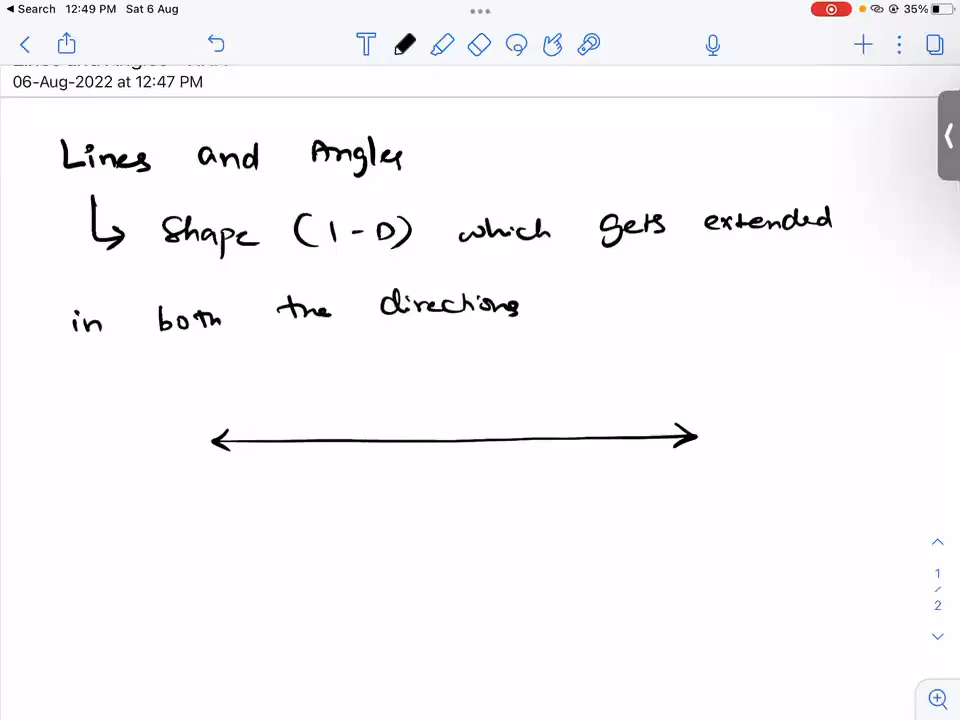 Search 12:49 PM Sat 6 Aug
35%
06-Aug-2022 at 12:47 PM
Lines and Angles
Shape (1-D) which gets extended
in both the directions
1
/
2